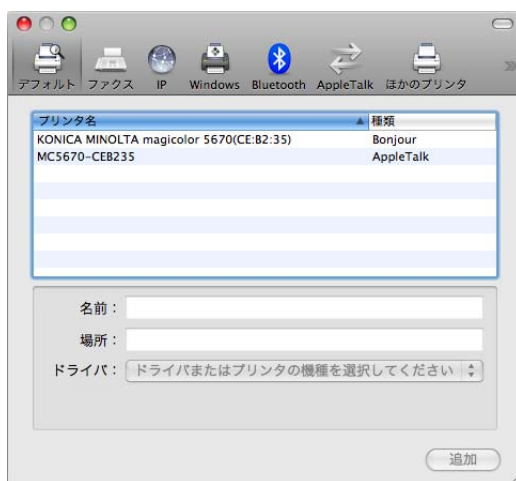 デフォルト ファクス IP Windows Bluetooth AppleTalk ほかのプリンタ
プリンタ名 種類
KONICA MINOLTA magicolor 5670(CE:B2:35) Bonjour
MC5670-CEB235 AppleTalk
名前：
場所：
ドライバ： ドライバまたはプリンタの機種を選択してください
追加